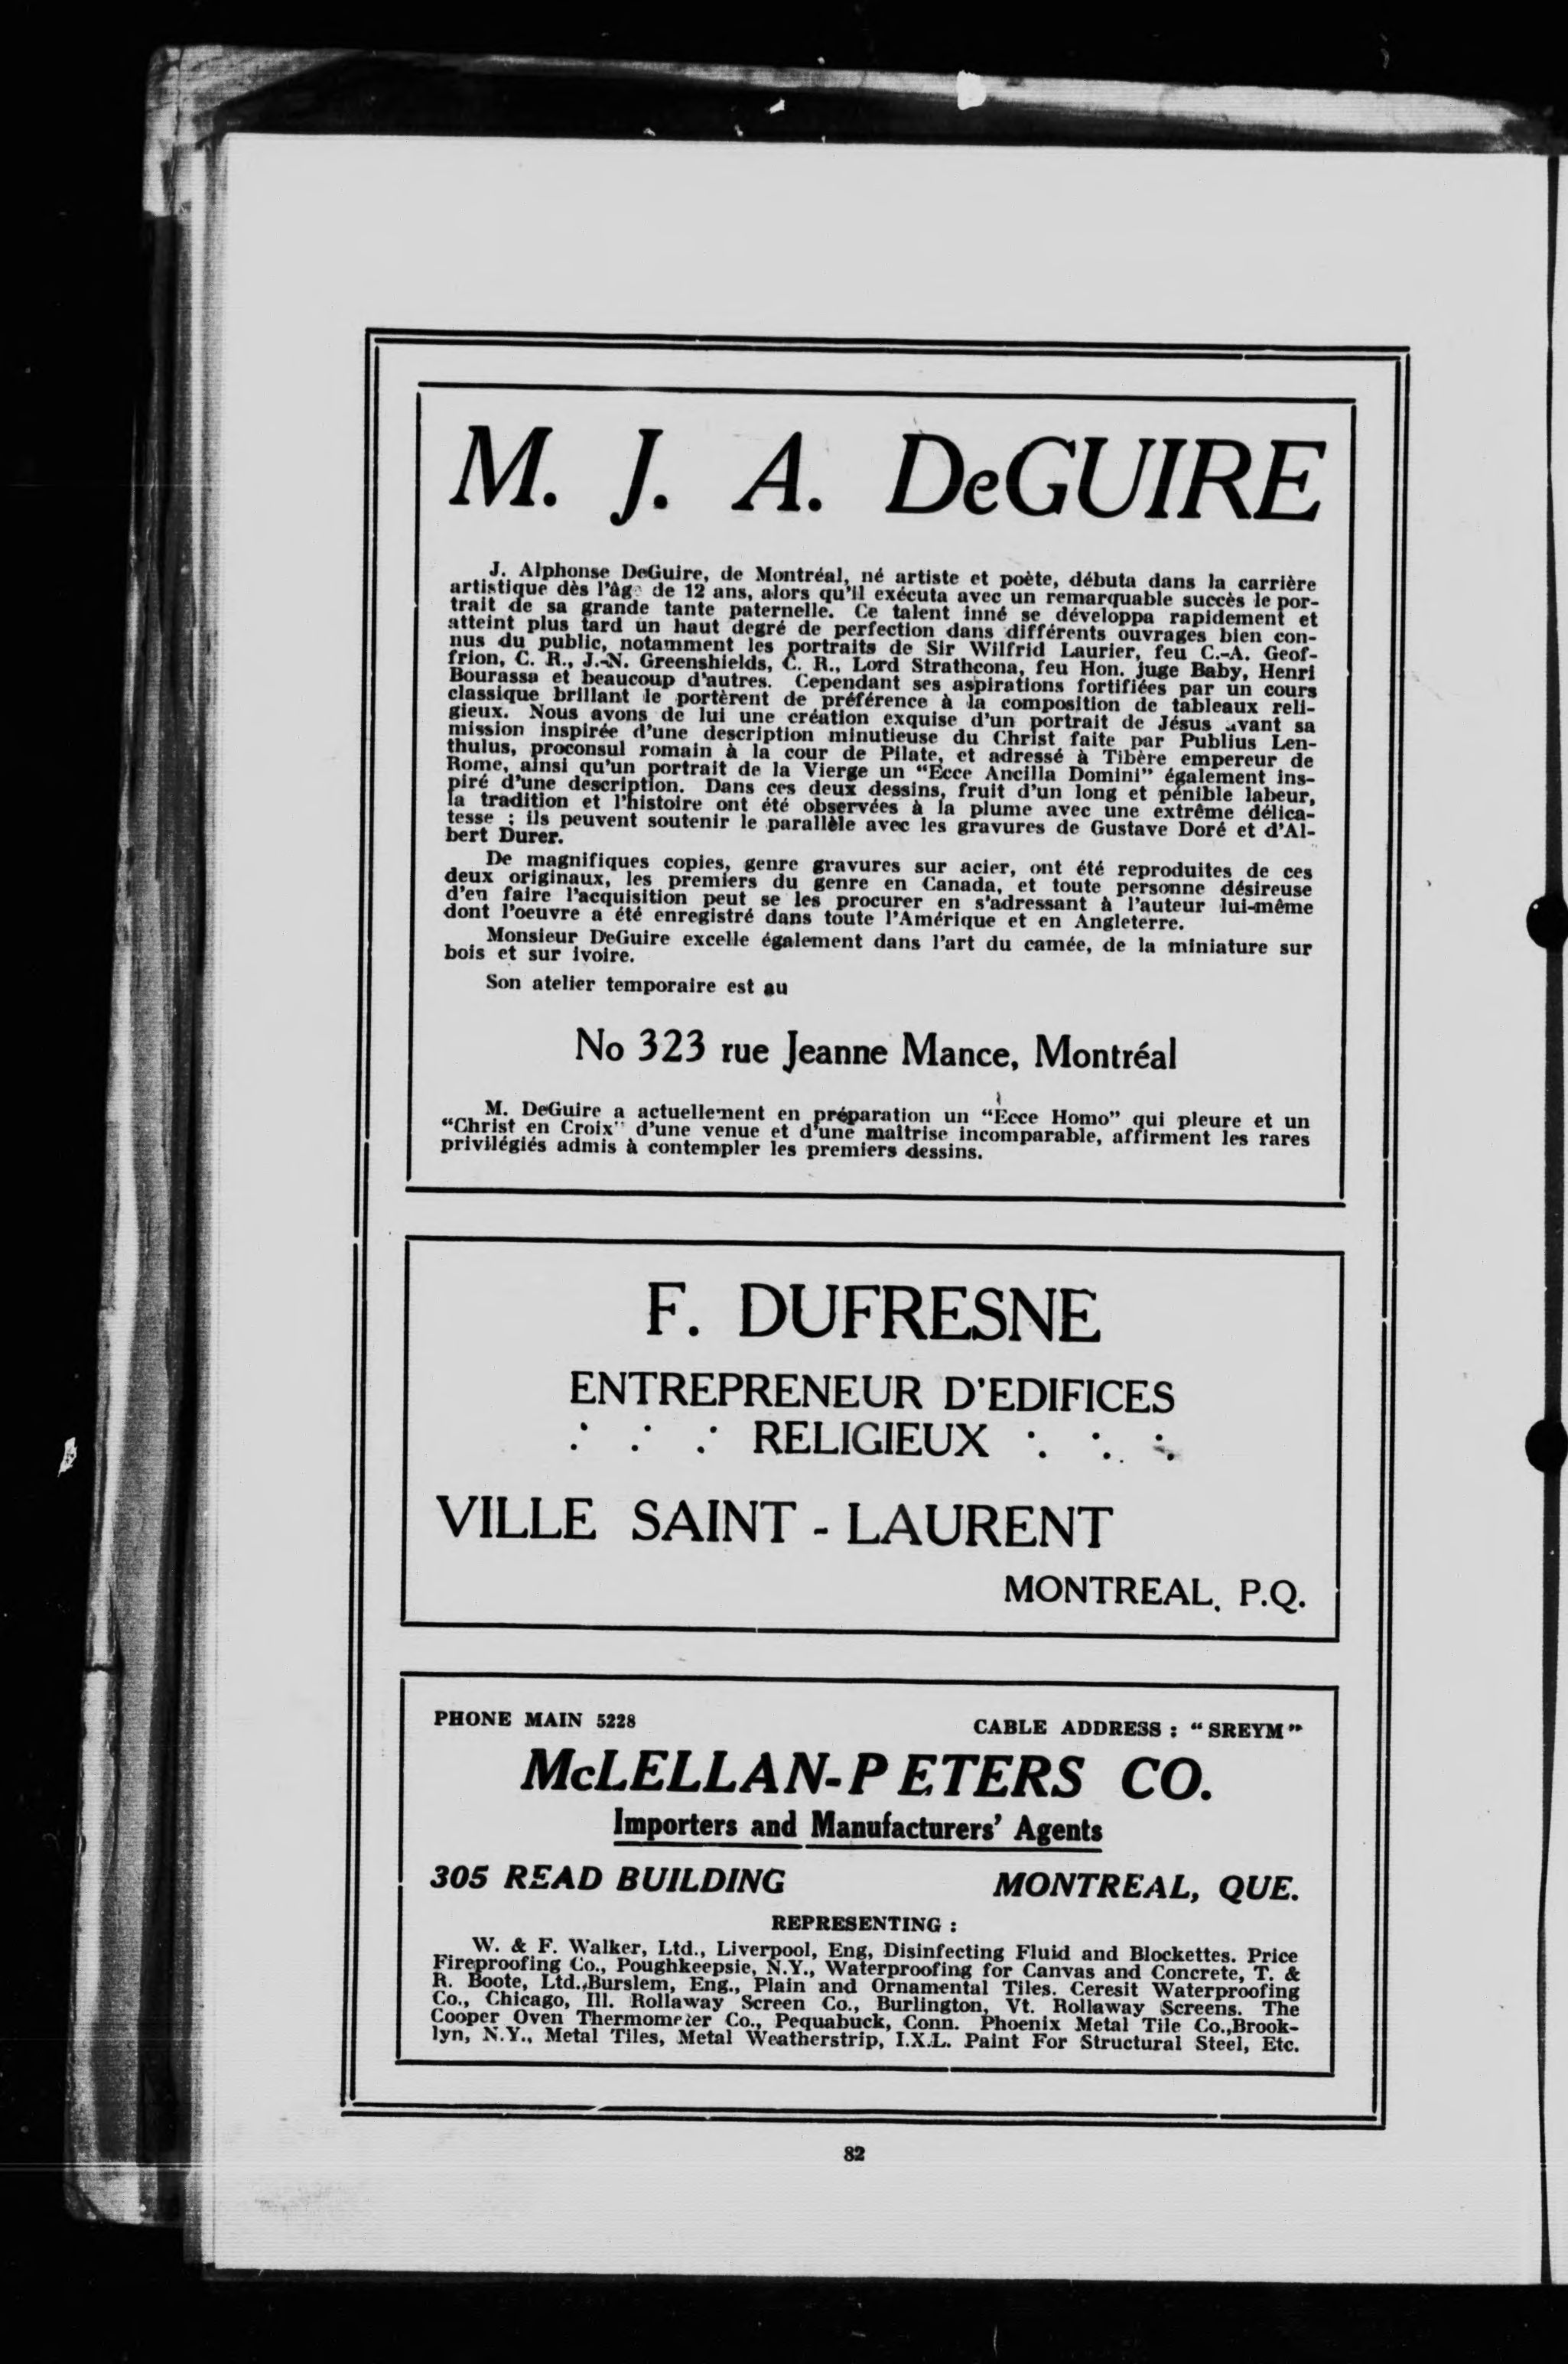 M. J. A. DeGUIRE
J. Alphonse DeGuire, de Montréal, né artiste et poète, débuta dans la carrière
artistique dès l'âge de 12 ans, alors qu'il exécuta avec un remarquable succès le por-
trait de sa grande tante paternelle. Ce talent inné se développa rapidement et
atteint plus tard un haut degré de perfection dans différents ouvrages bien con-
nus du public, notamment les portraits de Sir Wilfrid Laurier, feu C.-A. Geof-
frion, C. R., J.-N. Greenshields, C. R., Lord Strathcona, feu Hon. juge Baby, Henri
Bourassa et beaucoup d'autres. Cependant ses aspirations fortifiées par un cours
classique brillant le portèrent de préférence à la composition de tableaux reli-
gieux. Nous avons de lui une création exquise d'un portrait de Jésus avant sa
mission inspirée d'une description minutieuse du Christ faite par Publius Len-
thulus, proconsul romain à la cour de Pilate, et adressé à Tibère empereur de
Rome, ainsi qu'un portrait de la Vierge un "Ecce Ancilla Domini" également ins-
piré d'une description. Dans ces deux dessins, fruit d'un long et pénible labeur,
la tradition et l'histoire ont été observées à la plume avec une extrême délica-
tesse ; ils peuvent soutenir le parallèle avec les gravures de Gustave Doré et d'Al-
bert Durer.
De magnifiques copies, genre gravures sur acier, ont été reproduites de ces
deux originaux, les premiers du genre en Canada, et toute personne désireuse
d'en faire l'acquisition peut se les procurer en s'adressant à l'auteur lui-même
dont l'oeuvre a été enregistré dans toute l'Amérique et en Angleterre.
Monsieur DeGuire excelle également dans l'art du camée, de la miniature sur
bois et sur ivoire.
Son atelier temporaire est au
No 323 rue Jeanne Mance, Montréal
M. DeGuire a actuellement en préparation un "Ecce Homo" qui pleure et un
"Christ en Croix" d'une venue et d'une maîtrise incomparable, affirment les rares
privilégiés admis à contempler les premiers dessins.
F. DUFRESNE
ENTREPRENEUR D'EDIFICES
RELIGIEUX
VILLE SAINT-LAURENT
MONTREAL, P.Q.
PHONE MAIN 5228 CABLE ADDRESS : "SREYM"
McLELLAN-PETERS CO.
Importers and Manufacturers' Agents
305 READ BUILDING MONTREAL, QUE.
REPRESENTING :
W. & F. Walker, Ltd., Liverpool, Eng, Disinfecting Fluid and Blockettes. Price
Fireproofing Co., Poughkeepsie, N.Y., Waterproofing for Canvas and Concrete, T. &
R. Boote, Ltd., Burslem, Eng., Plain and Ornamental Tiles. Ceresit Waterproofing
Co., Chicago, Ill. Rollaway Screen Co., Burlington, Vt. Rollaway Screens. The
Cooper Oven Thermometer Co., Pequabuck, Conn. Phoenix Metal Tile Co., Brook-
lyn, N.Y., Metal Tiles, Metal Weatherstrip, I.X.L. Paint For Structural Steel, Etc.
82